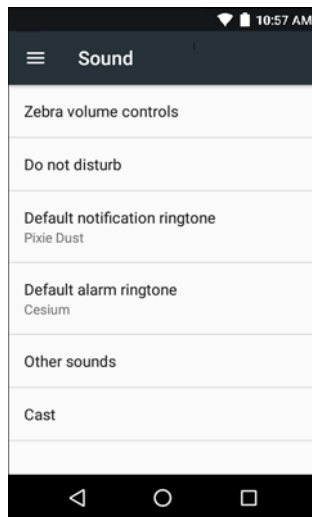 10:57 AM
Sound
Zebra volume controls
Do not disturb
Default notification ringtone
Pixie Dust
Default alarm ringtone
Cesium
Other sounds
Cast